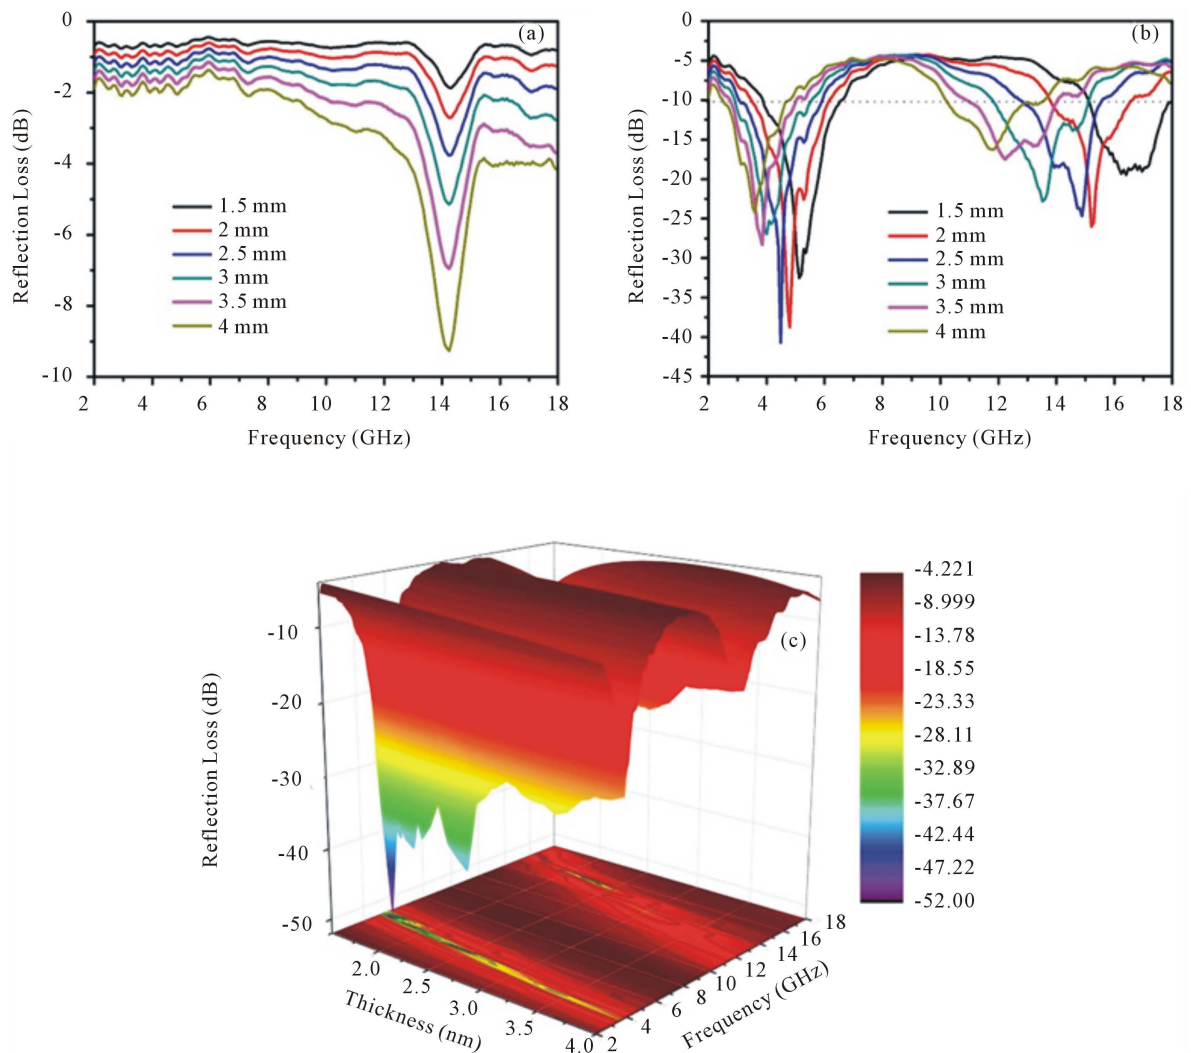 (a)
0
-2
-4
-6
-8
-10
Reflection Loss (dB)
1.5 mm
2 mm
2.5 mm
3 mm
3.5 mm
4 mm
2 4 6 8 10 12 14 16 18
Frequency (GHz)
(b)
0
-5
-10
-15
-20
-25
-30
-35
-40
-45
Reflection Loss (dB)
1.5 mm
2 mm
2.5 mm
3 mm
3.5 mm
4 mm
2 4 6 8 10 12 14 16 18
Frequency (GHz)
(c)
-10
-20
-30
-40
-50
Reflection Loss (dB)
2.0 2.5 3.0 3.5 4.0
Thickness (nm)
2 4 6 8 10 12 14 16 18
Frequency (GHz)
-4.221
-8.999
-13.78
-18.55
-23.33
-28.11
-32.89
-37.67
-42.44
-47.22
-52.00